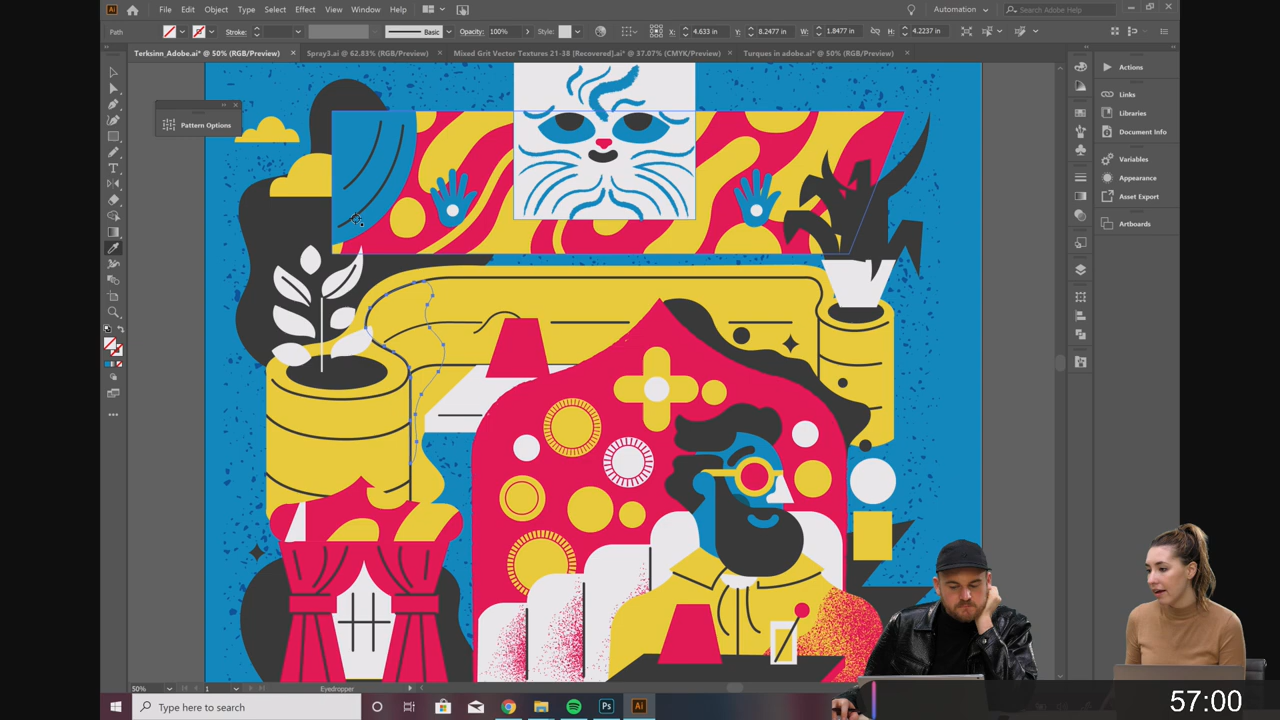 Ai File Edit Object Type Select Effect View Window Help Automation Search Adobe Help
Path Stroke: Basic Opacity: 100% Style: X: 4.633 in Y: 8.2477 in W: 1.8477 in H: 4.2237 in
Terksinn_Adobe.ai* @ 50% (RGB/Preview) × Spray3.ai @ 62.83% (RGB/Preview) × Mixed Grit Vector Textures 21-38 [Recovered].ai* @ 37.07% (CMYK/Preview) × Turques in adobe.ai* @ 50% (RGB/Preview) ×
Actions
Links
Libraries
Document Info
Variables
Appearance
Asset Export
Artboards
Pattern Options
50% 1 Eyedropper
Type here to search
Ps Ai
57:00